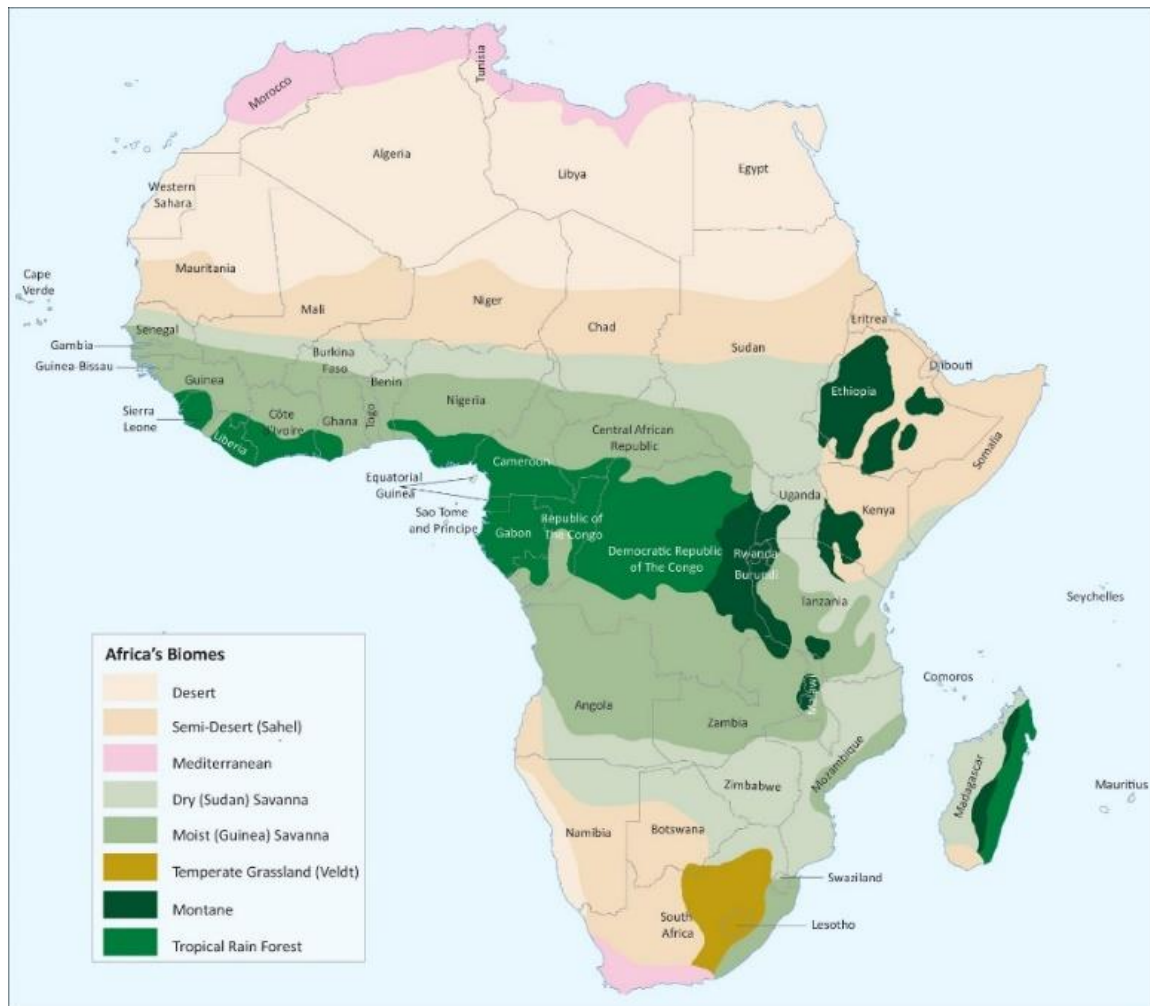 Morocco
Tunisia
Algeria
Libya
Egypt
Western
Sahara
Mauritania
Mali
Niger
Chad
Sudan
Eritrea
Djibouti
Ethiopia
Somalia
Cape
Verde
Senegal
Gambia
Guinea-Bissau
Guinea
Sierra
Leone
Liberia
Côte
d'Ivoire
Burkina
Faso
Ghana
Togo
Benin
Nigeria
Central African
Republic
Cameroon
Equatorial
Guinea
Sao Tome
and Principe
Gabon
Republic of
The Congo
Democratic Republic
of The Congo
Uganda
Kenya
Rwanda
Burundi
Tanzania
Seychelles
Comoros
Angola
Zambia
Malawi
Mozambique
Zimbabwe
Madagascar
Mauritius
Namibia
Botswana
Swaziland
South
Africa
Lesotho
Africa's Biomes
Desert
Semi-Desert (Sahel)
Mediterranean
Dry (Sudan) Savanna
Moist (Guinea) Savanna
Temperate Grassland (Veldt)
Montane
Tropical Rain Forest